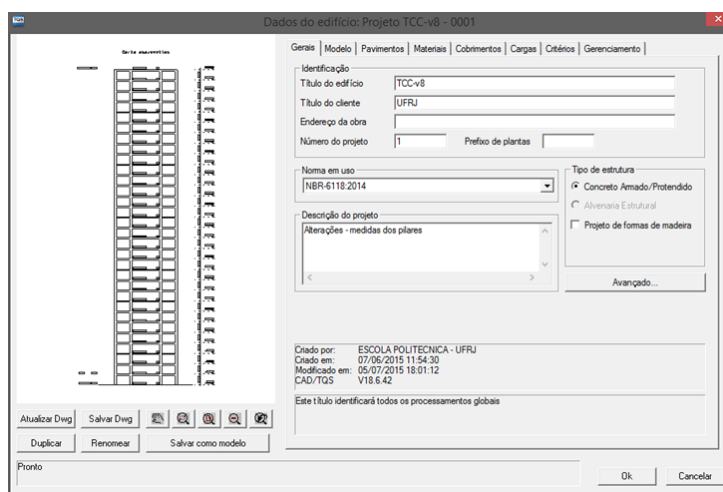 TQS
Dados do edifício: Projeto TCC-v8 - 0001
Corte esquemático
Gerais Modelo Pavimentos Materiais Cobrimentos Cargas Critérios Gerenciamento
Identificação
Título do edifício TCC-v8
Título do cliente UFRJ
Endereço da obra
Número do projeto 1 Prefixo de plantas
Norma em uso
NBR-6118:2014
Tipo de estrutura
Concreto Armado/Protendido
Alvenaria Estrutural
Projeto de formas de madeira
Descrição do projeto
Alterações - medidas dos pilares
Avançado...
Criado por: ESCOLA POLITECNICA - UFRJ
Criado em: 07/06/2015 11:54:30
Modificado em: 05/07/2015 18:01:12
CAD/TQS V18.6.42
Este título identificará todos os processamentos globais
Atualizar Dwg Salvar Dwg
Duplicar Renomear Salvar como modelo
Pronto
Ok Cancelar